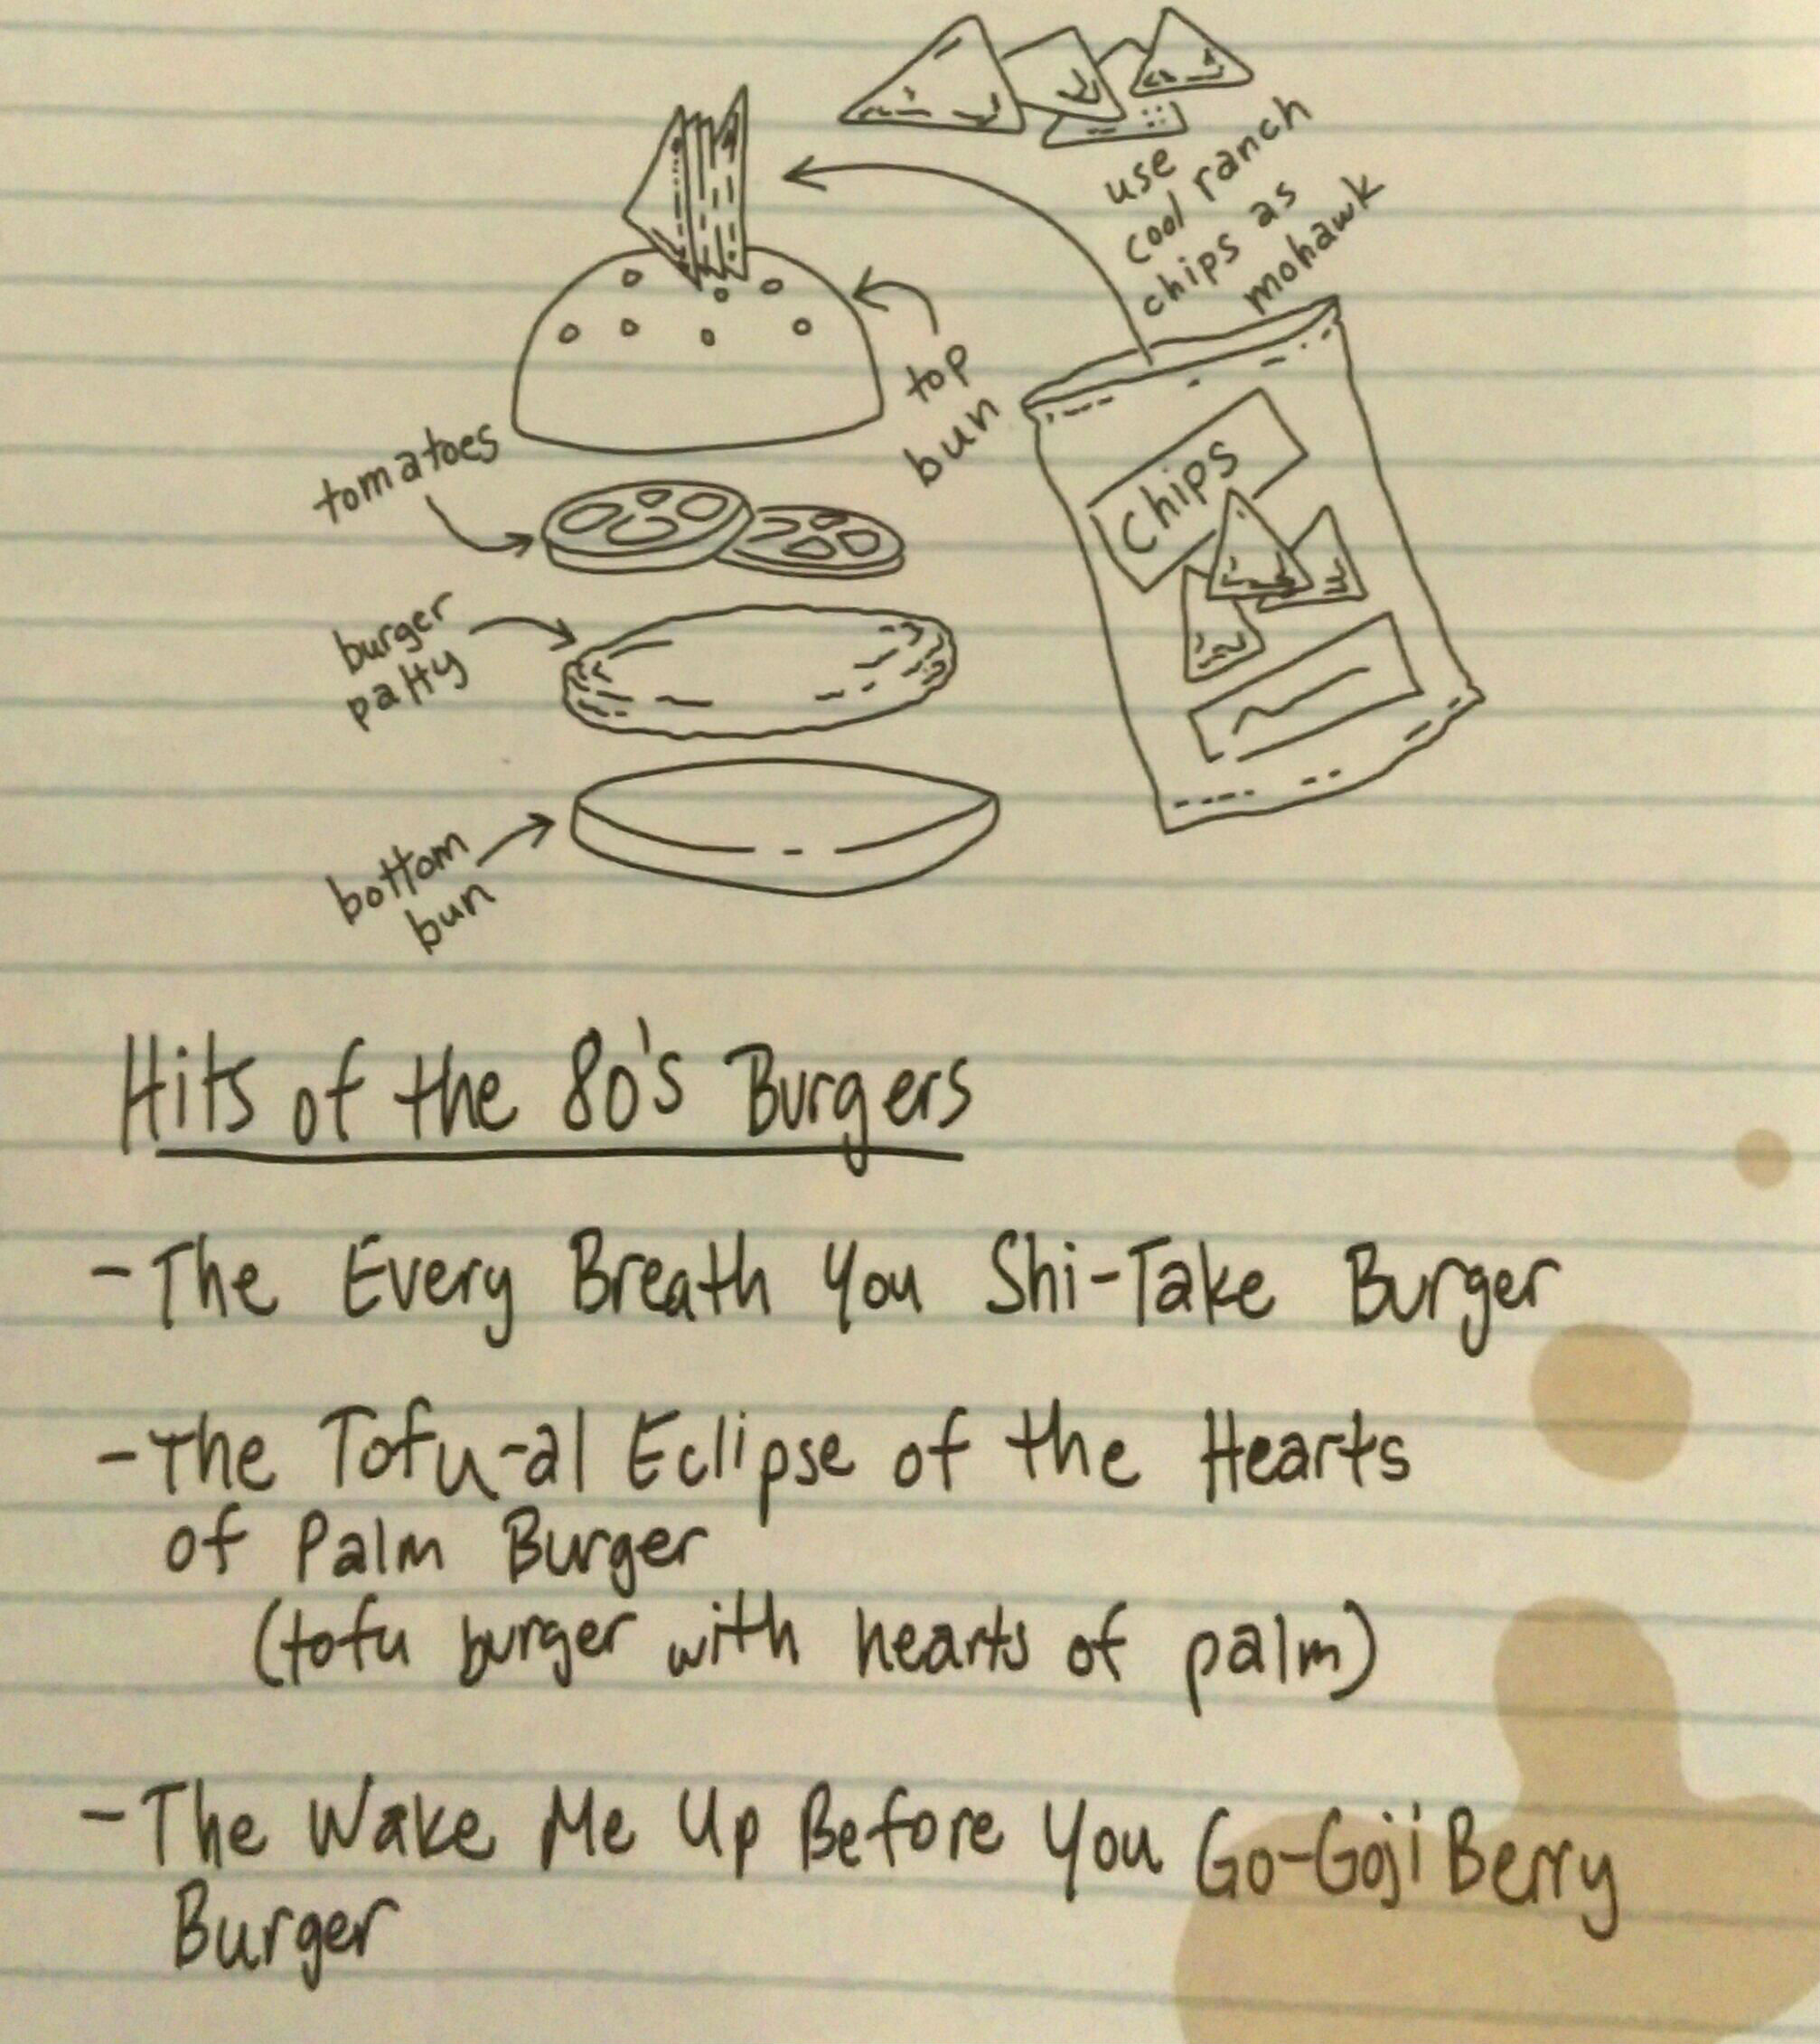 use
cool ranch
chips as
mohawk
top
bun
tomatoes
Chips
burger
patty
bottom
bun
Hits of the 80's Burgers
- The Every Breath You Shi-Take Burger
- The Tofu-al Eclipse of the Hearts
of Palm Burger
(tofu burger with hearts of palm)
- The Wake Me Up Before You Go-Goji Berry
Burger